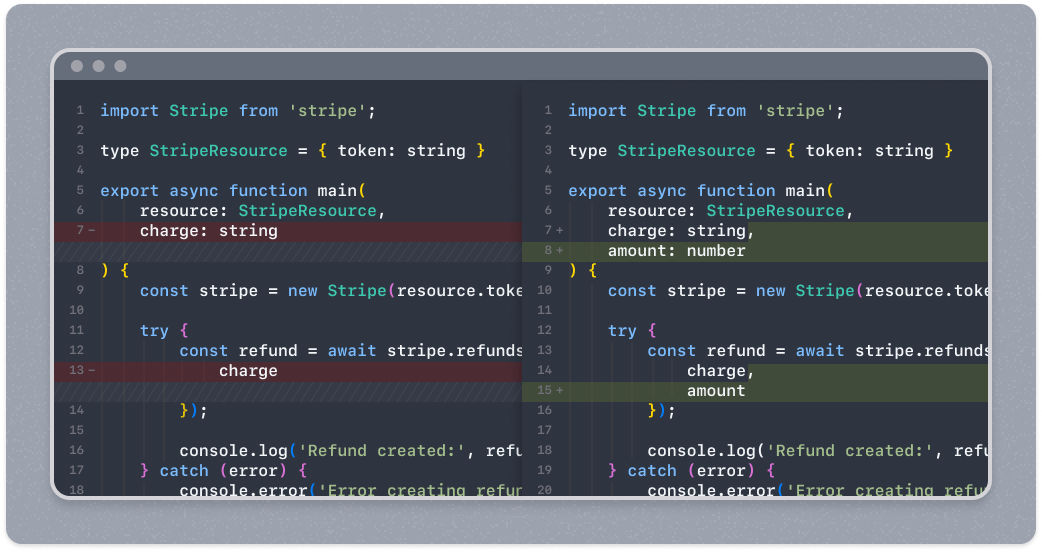 1 import Stripe from 'stripe';
2
3 type StripeResource = { token: string }
4
5 export async function main(
6 resource: StripeResource,
7 − charge: string
8 ) {
9 const stripe = new Stripe(resource.toke
10
11 try {
12 const refund = await stripe.refunds
13 − charge
14 });
15
16 console.log('Refund created:', refu
17 } catch (error) {
18 console.error('Error creating refun
1 import Stripe from 'stripe';
2
3 type StripeResource = { token: string }
4
5 export async function main(
6 resource: StripeResource,
7 + charge: string,
8 + amount: number
9 ) {
10 const stripe = new Stripe(resource.toke
11
12 try {
13 const refund = await stripe.refunds
14 charge,
15 + amount
16 });
17
18 console.log('Refund created:', refu
19 } catch (error) {
20 console.error('Error creating refu